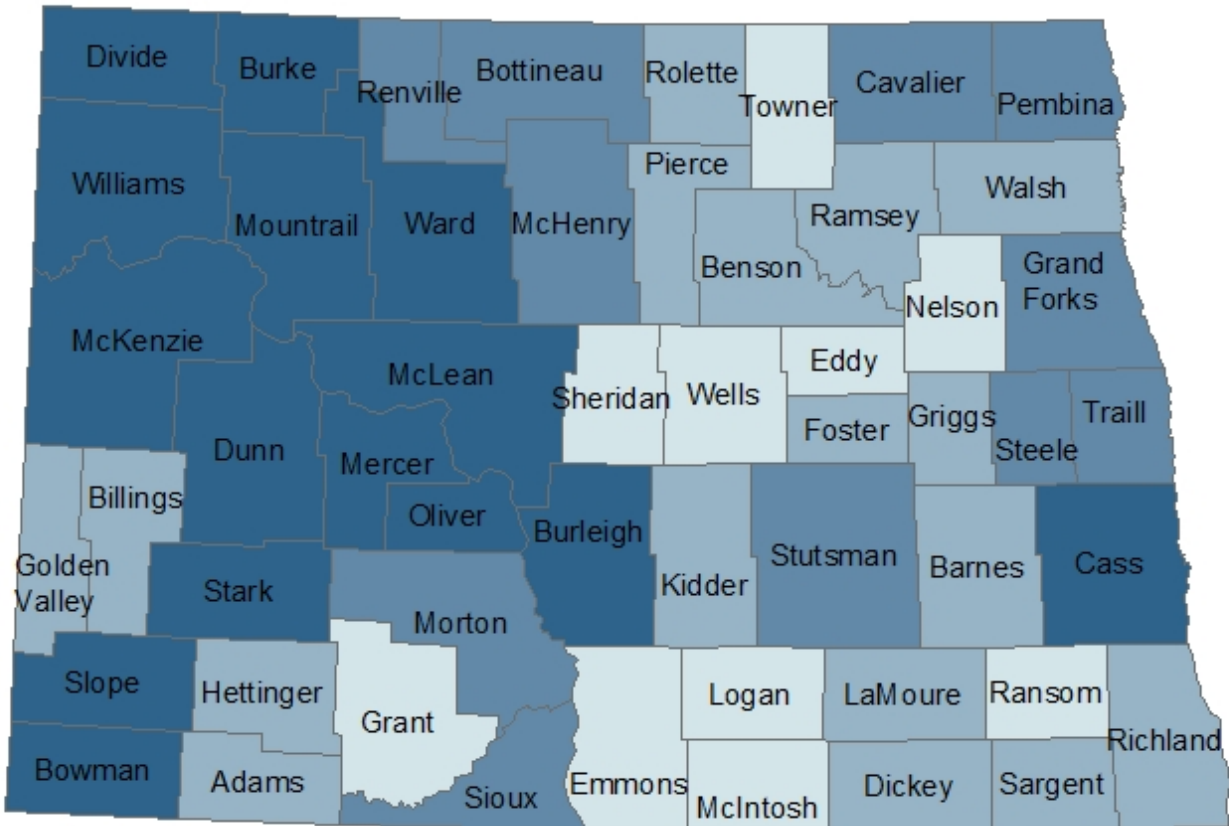 Divide
Burke
Renville
Bottineau
Rolette
Towner
Cavalier
Pembina
Williams
Mountrail
Ward
McHenry
Pierce
Benson
Ramsey
Walsh
Nelson
Grand
Forks
McKenzie
McLean
Sheridan
Wells
Eddy
Foster
Griggs
Steele
Traill
Dunn
Mercer
Oliver
Billings
Golden
Valley
Stark
Burleigh
Kidder
Stutsman
Barnes
Cass
Morton
Slope
Hettinger
Grant
Logan
LaMoure
Ransom
Richland
Bowman
Adams
Sioux
Emmons
McIntosh
Dickey
Sargent